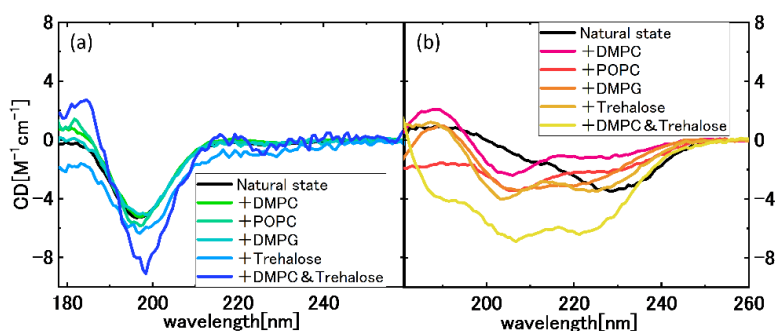 8
4
0
-4
-8
CD[M⁻¹cm⁻¹]
(a)
Natural state
+DMPC
+POPC
+DMPG
+Trehalose
+DMPC&Trehalose
180 200 220 240
wavelength[nm]
(b)
Natural state
+DMPC
+POPC
+DMPG
+Trehalose
+DMPC&Trehalose
8
4
0
-4
-8
200 220 240 260
wavelength[nm]